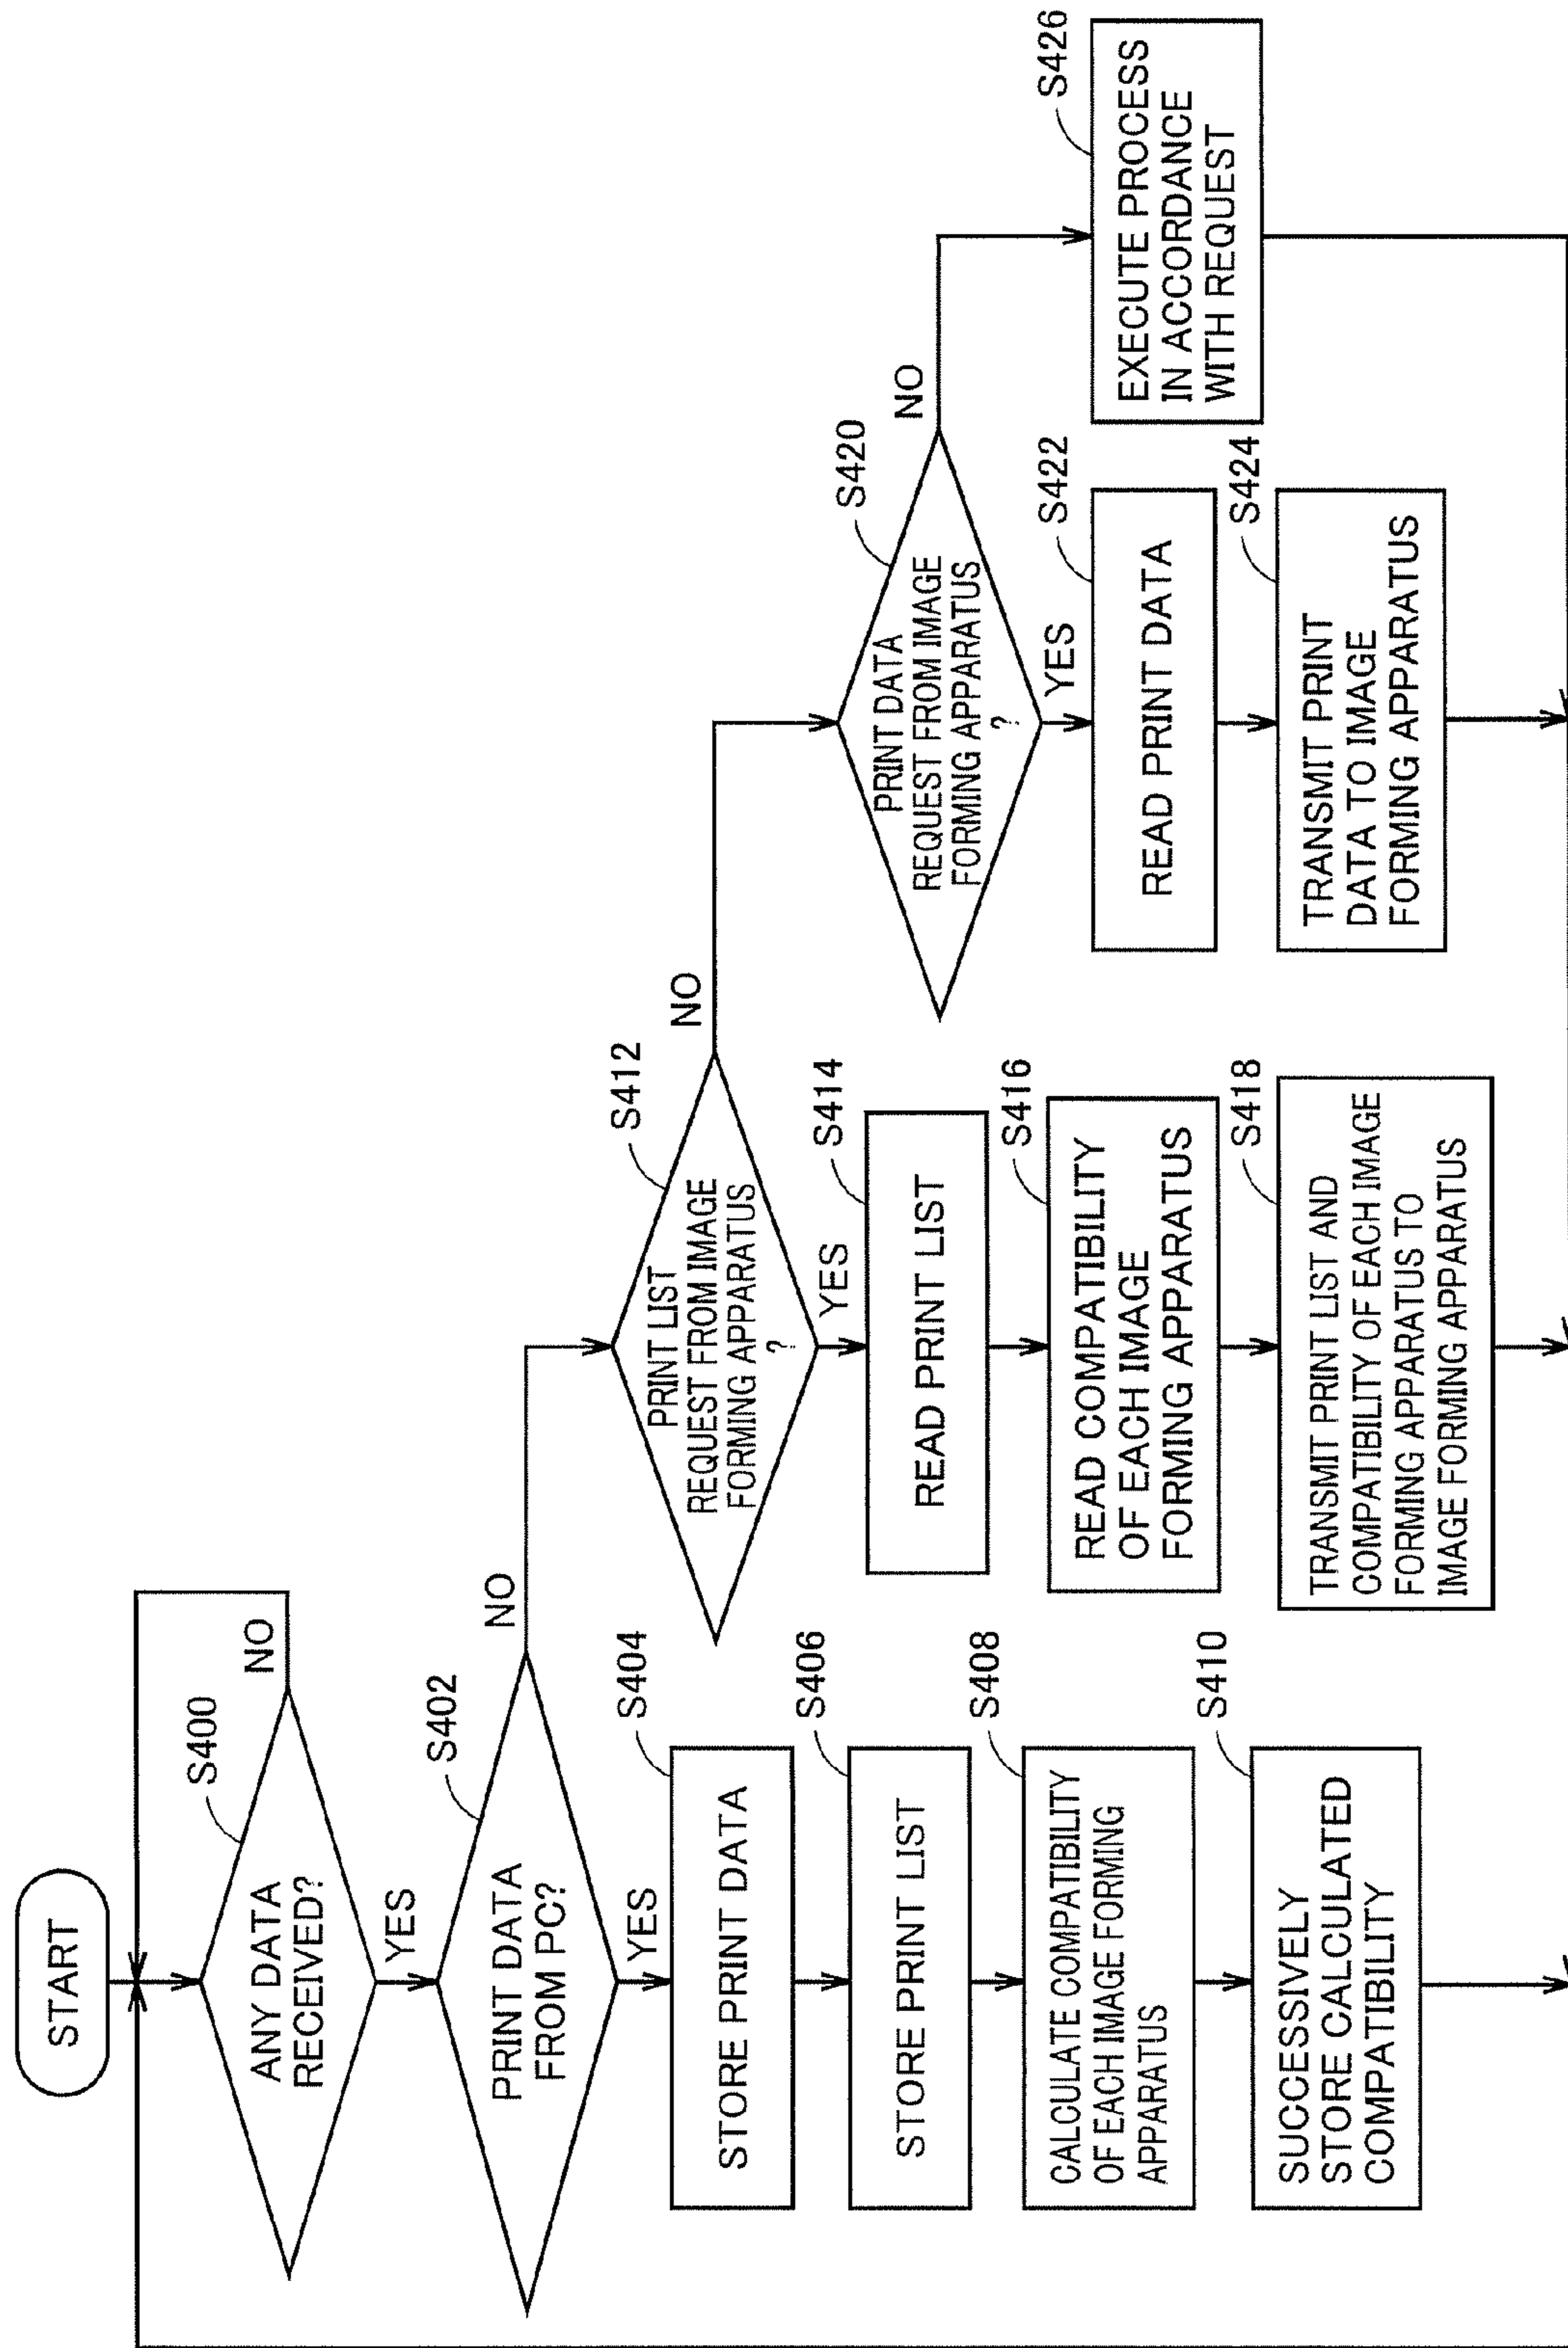 START
S400
ANY DATA
RECEIVED?
NO
YES
S402
PRINT DATA
FROM PC?
NO
YES
S404
STORE PRINT DATA
S406
STORE PRINT LIST
S408
CALCULATE COMPATIBILITY
OF EACH IMAGE FORMING
APPARATUS
S410
SUCCESSIVELY
STORE CALCULATED
COMPATIBILITY
S412
PRINT LIST
REQUEST FROM IMAGE
FORMING APPARATUS
?
NO
YES
S414
READ PRINT LIST
S416
READ COMPATIBILITY
OF EACH IMAGE
FORMING APPARATUS
S418
TRANSMIT PRINT LIST AND
COMPATIBILITY OF EACH IMAGE
FORMING APPARATUS TO
IMAGE FORMING APPARATUS
S420
PRINT DATA
REQUEST FROM IMAGE
FORMING APPARATUS
?
NO
YES
S422
READ PRINT DATA
S424
TRANSMIT PRINT
DATA TO IMAGE
FORMING APPARATUS
S426
EXECUTE PROCESS
IN ACCORDANCE
WITH REQUEST